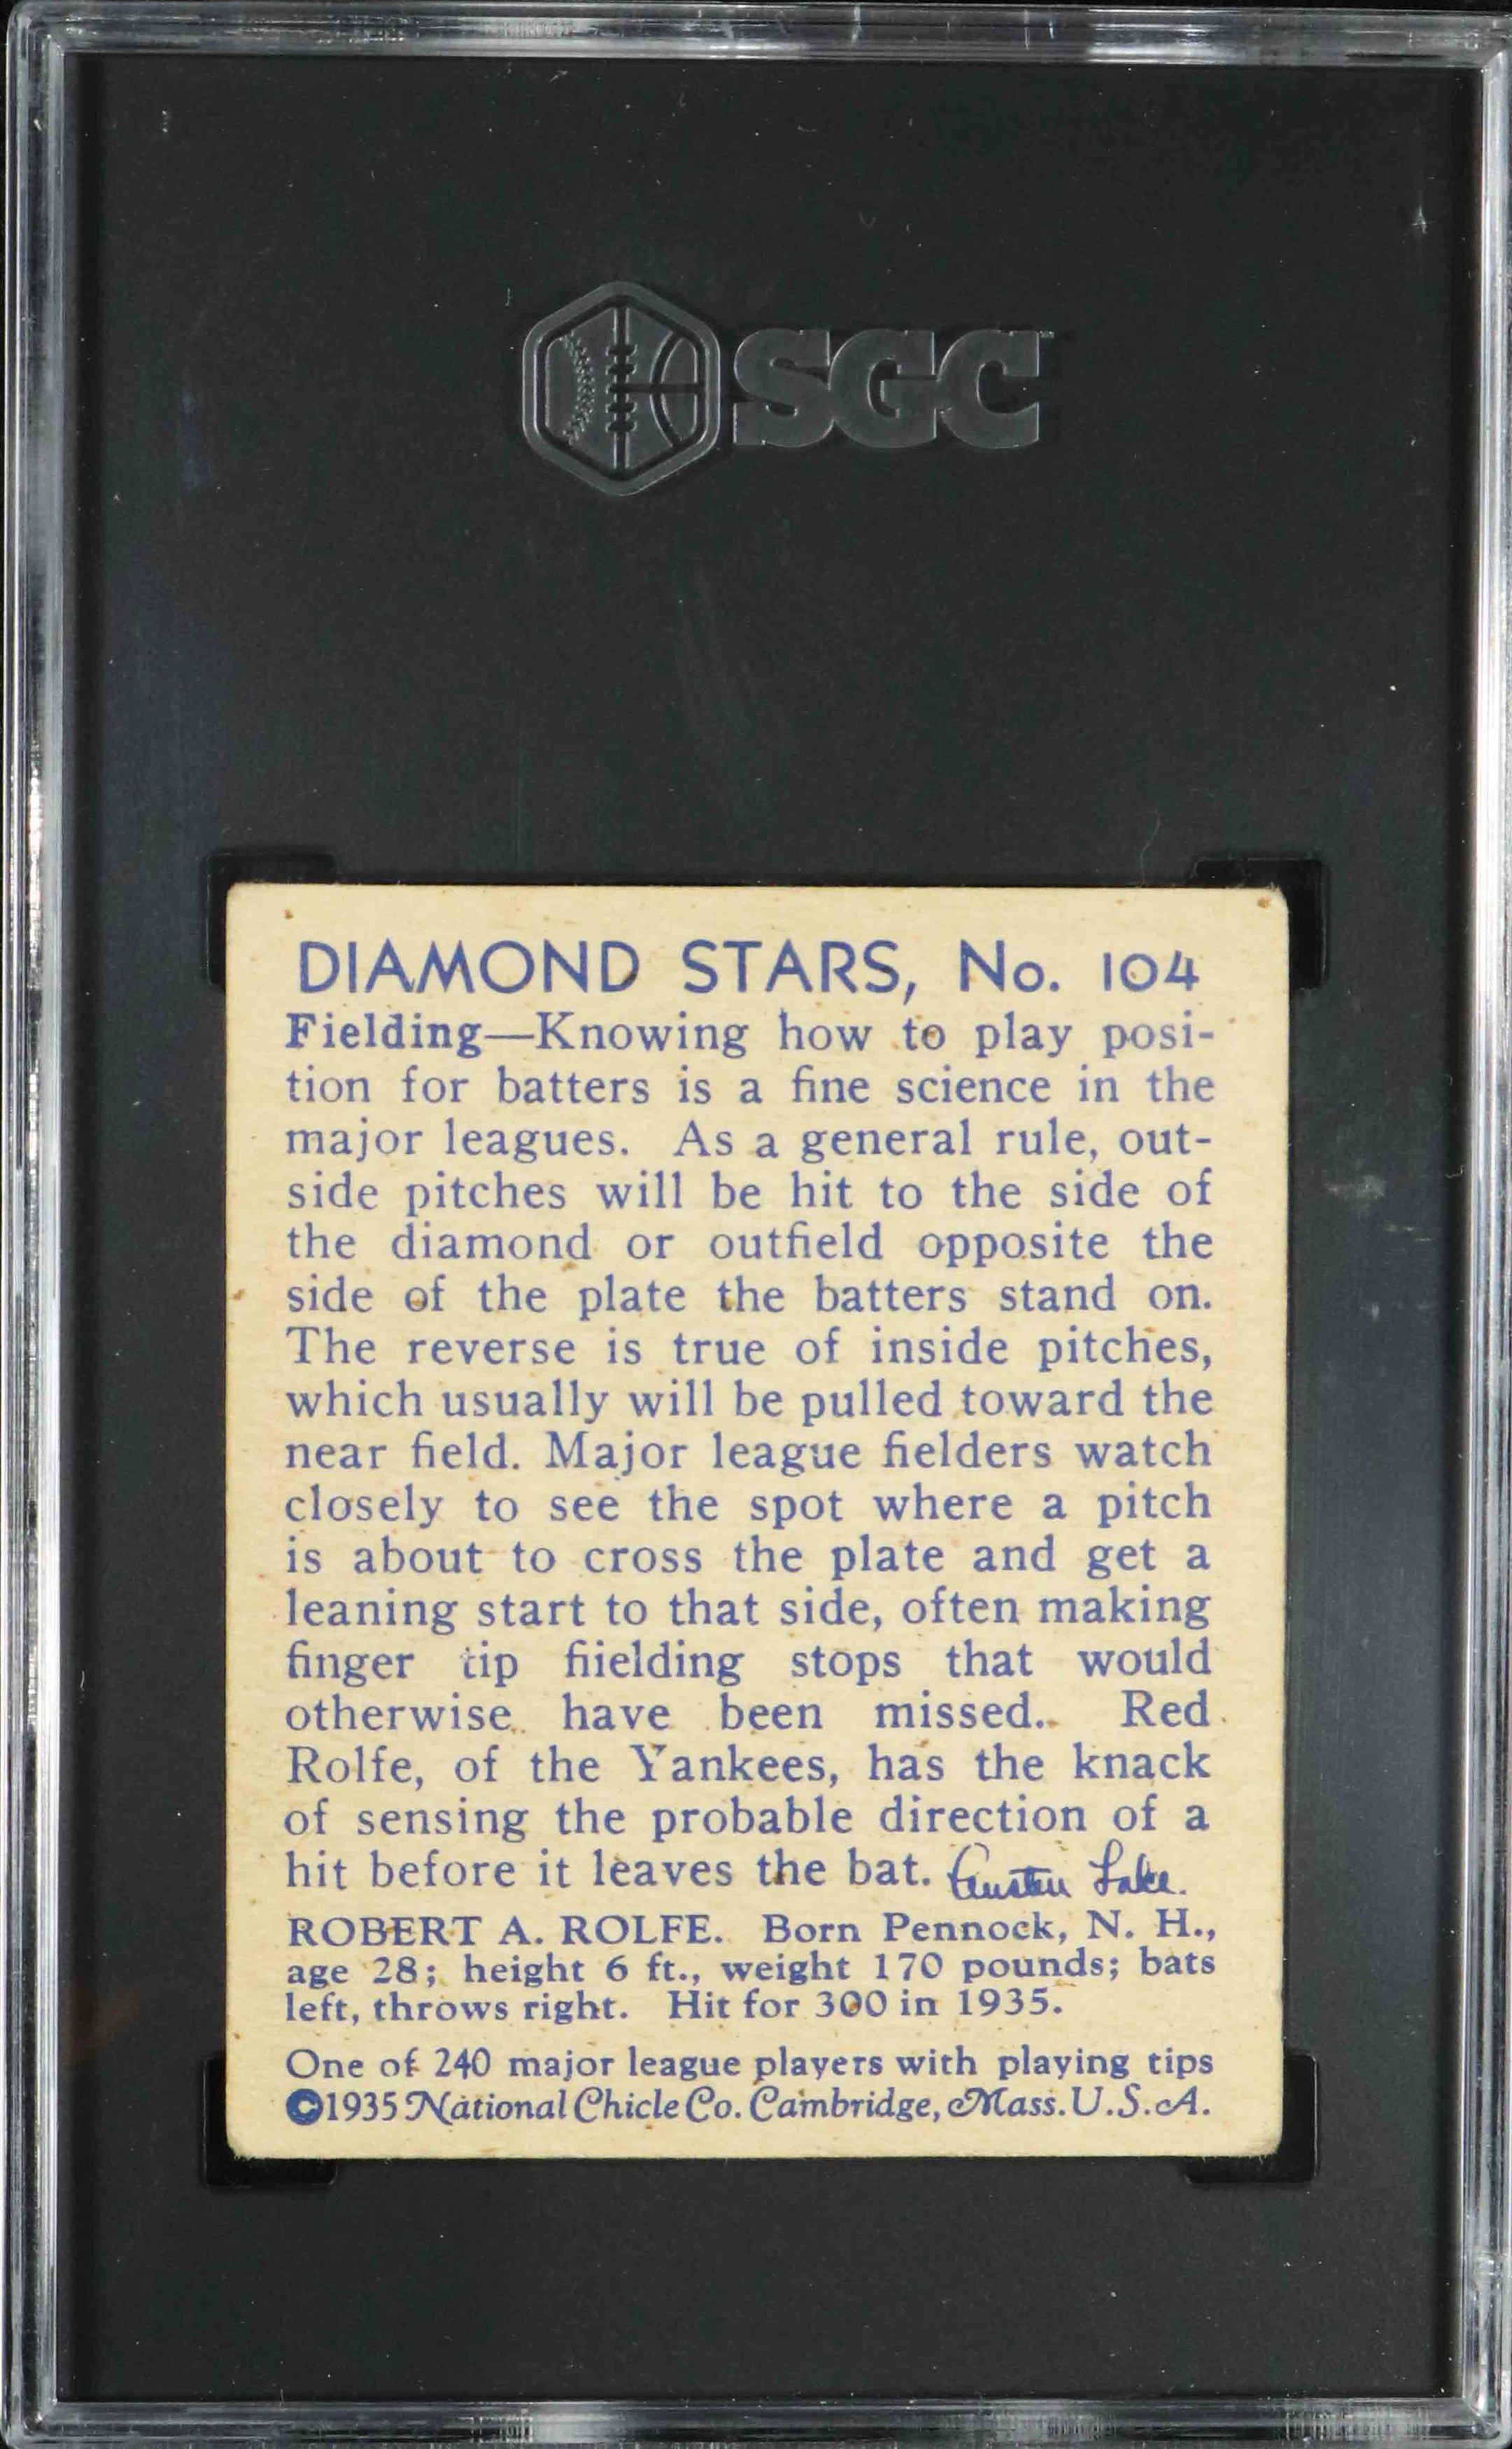 SGC
DIAMOND STARS, No. 104
Fielding—Knowing how to play posi-
tion for batters is a fine science in the
major leagues. As a general rule, out-
side pitches will be hit to the side of
the diamond or outfield opposite the
side of the plate the batters stand on.
The reverse is true of inside pitches,
which usually will be pulled toward the
near field. Major league fielders watch
closely to see the spot where a pitch
is about to cross the plate and get a
leaning start to that side, often making
finger tip fiielding stops that would
otherwise have been missed. Red
Rolfe, of the Yankees, has the knack
of sensing the probable direction of a
hit before it leaves the bat. Austen Lake.
ROBERT A. ROLFE. Born Pennock, N. H.,
age 28; height 6 ft., weight 170 pounds; bats
left, throws right. Hit for 300 in 1935.
One of 240 major league players with playing tips
©1935 National Chicle Co. Cambridge, Mass. U.S.A.